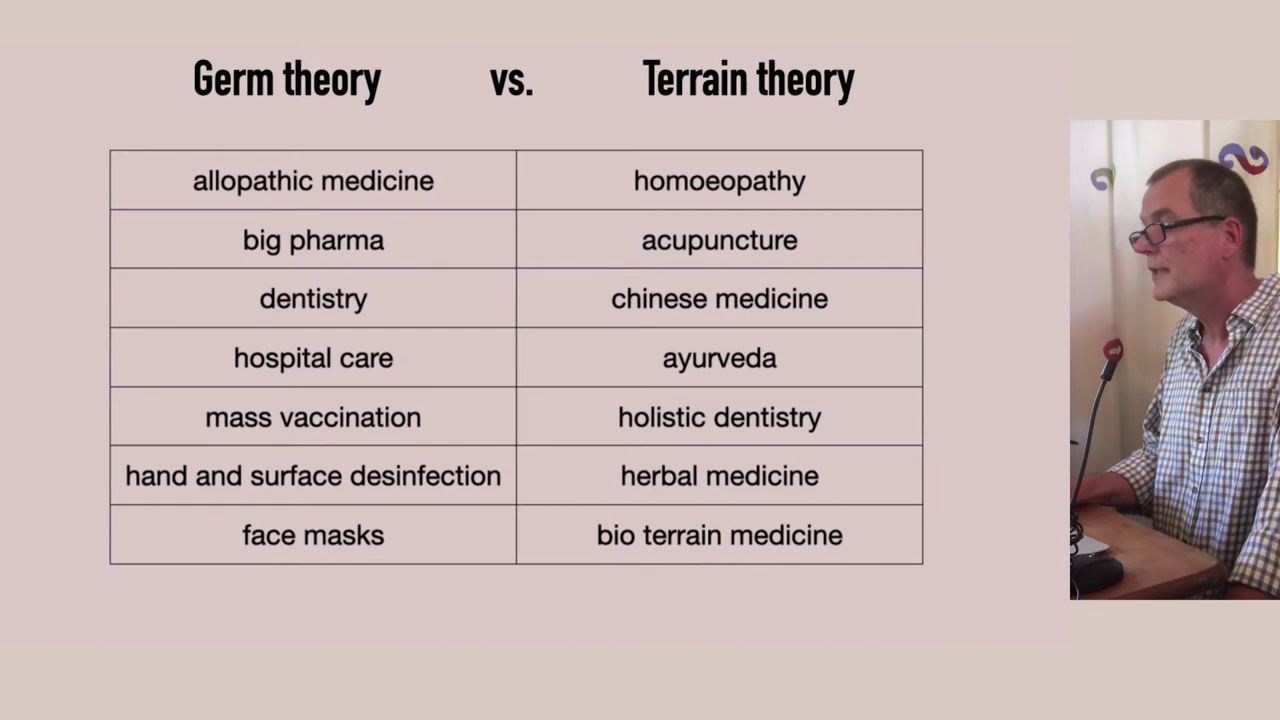 Germ theory vs. Terrain theory
allopathic medicine homoeopathy
big pharma acupuncture
dentistry chinese medicine
hospital care ayurveda
mass vaccination holistic dentistry
hand and surface desinfection herbal medicine
face masks bio terrain medicine